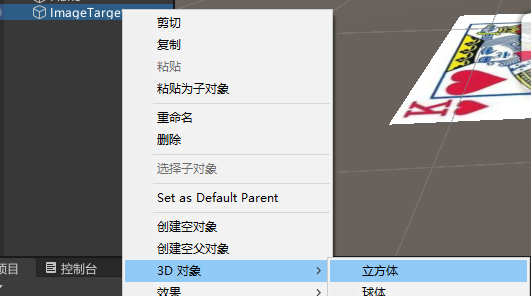 ImageTarge
剪切
复制
粘贴
粘贴为子对象
重命名
删除
选择子对象
Set as Default Parent
创建空对象
创建空父对象
3D 对象
立方体
项目
控制台
效果
球体
K